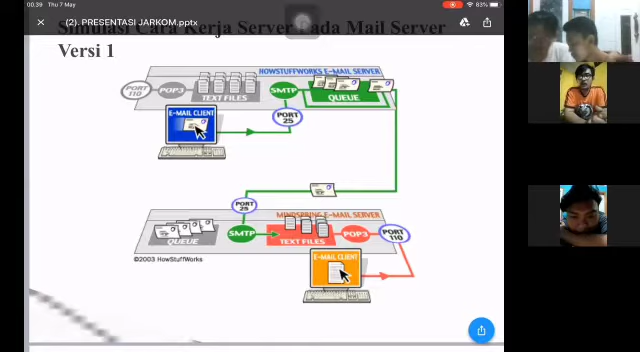 00.39 Thu 7 May
83%
(2). PRESENTASI JARKOM.pptx
Simulasi Cara Kerja Server Pada Mail Server
Versi 1
HOWSTUFFWORKS E-MAIL SERVER
PORT 110
POP3
TEXT FILES
SMTP
QUEUE
E-MAIL CLIENT
PORT 25
PORT 25
MINDSPRING E-MAIL SERVER
QUEUE
SMTP
TEXT FILES
POP3
PORT 110
E-MAIL CLIENT
©2003 HowStuffWorks